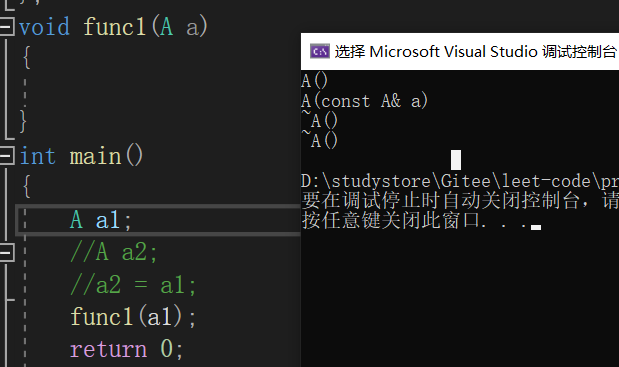 };
void func1(A a)
{
}
int main()
{
A a1;
//A a2;
//a2 = a1;
func1(a1);
return 0;
选择 Microsoft Visual Studio 调试控制台
A()
A(const A& a)
~A()
~A()
D:\studystore\Gitee\leet-code\pr
要在调试停止时自动关闭控制台，请
按任意键关闭此窗口. . .